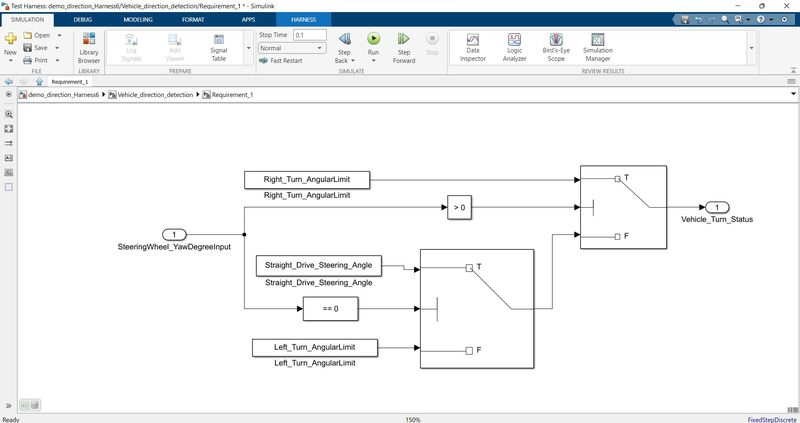 Test Harness: demo_direction_Harness6/Vehicle_direction_detection/Requirement_1 * - Simulink
SIMULATION DEBUG MODELING FORMAT APPS HARNESS
New
Open
Save
Print
FILE
Library Browser
LIBRARY
Log Signals
Add Viewer
Signal Table
PREPARE
Stop Time 0.1
Normal
Fast Restart
Step Back
Run
Step Forward
Stop
SIMULATE
Data Inspector
Logic Analyzer
Bird's-Eye Scope
Simulation Manager
REVIEW RESULTS
Requirement_1
demo_direction_Harness6 Vehicle_direction_detection Requirement_1
Right_Turn_AngularLimit
Right_Turn_AngularLimit
> 0
T
F
1
Vehicle_Turn_Status
1
SteeringWheel_YawDegreeInput
Straight_Drive_Steering_Angle
Straight_Drive_Steering_Angle
== 0
T
F
Left_Turn_AngularLimit
Left_Turn_AngularLimit
Ready 150% FixedStepDiscrete